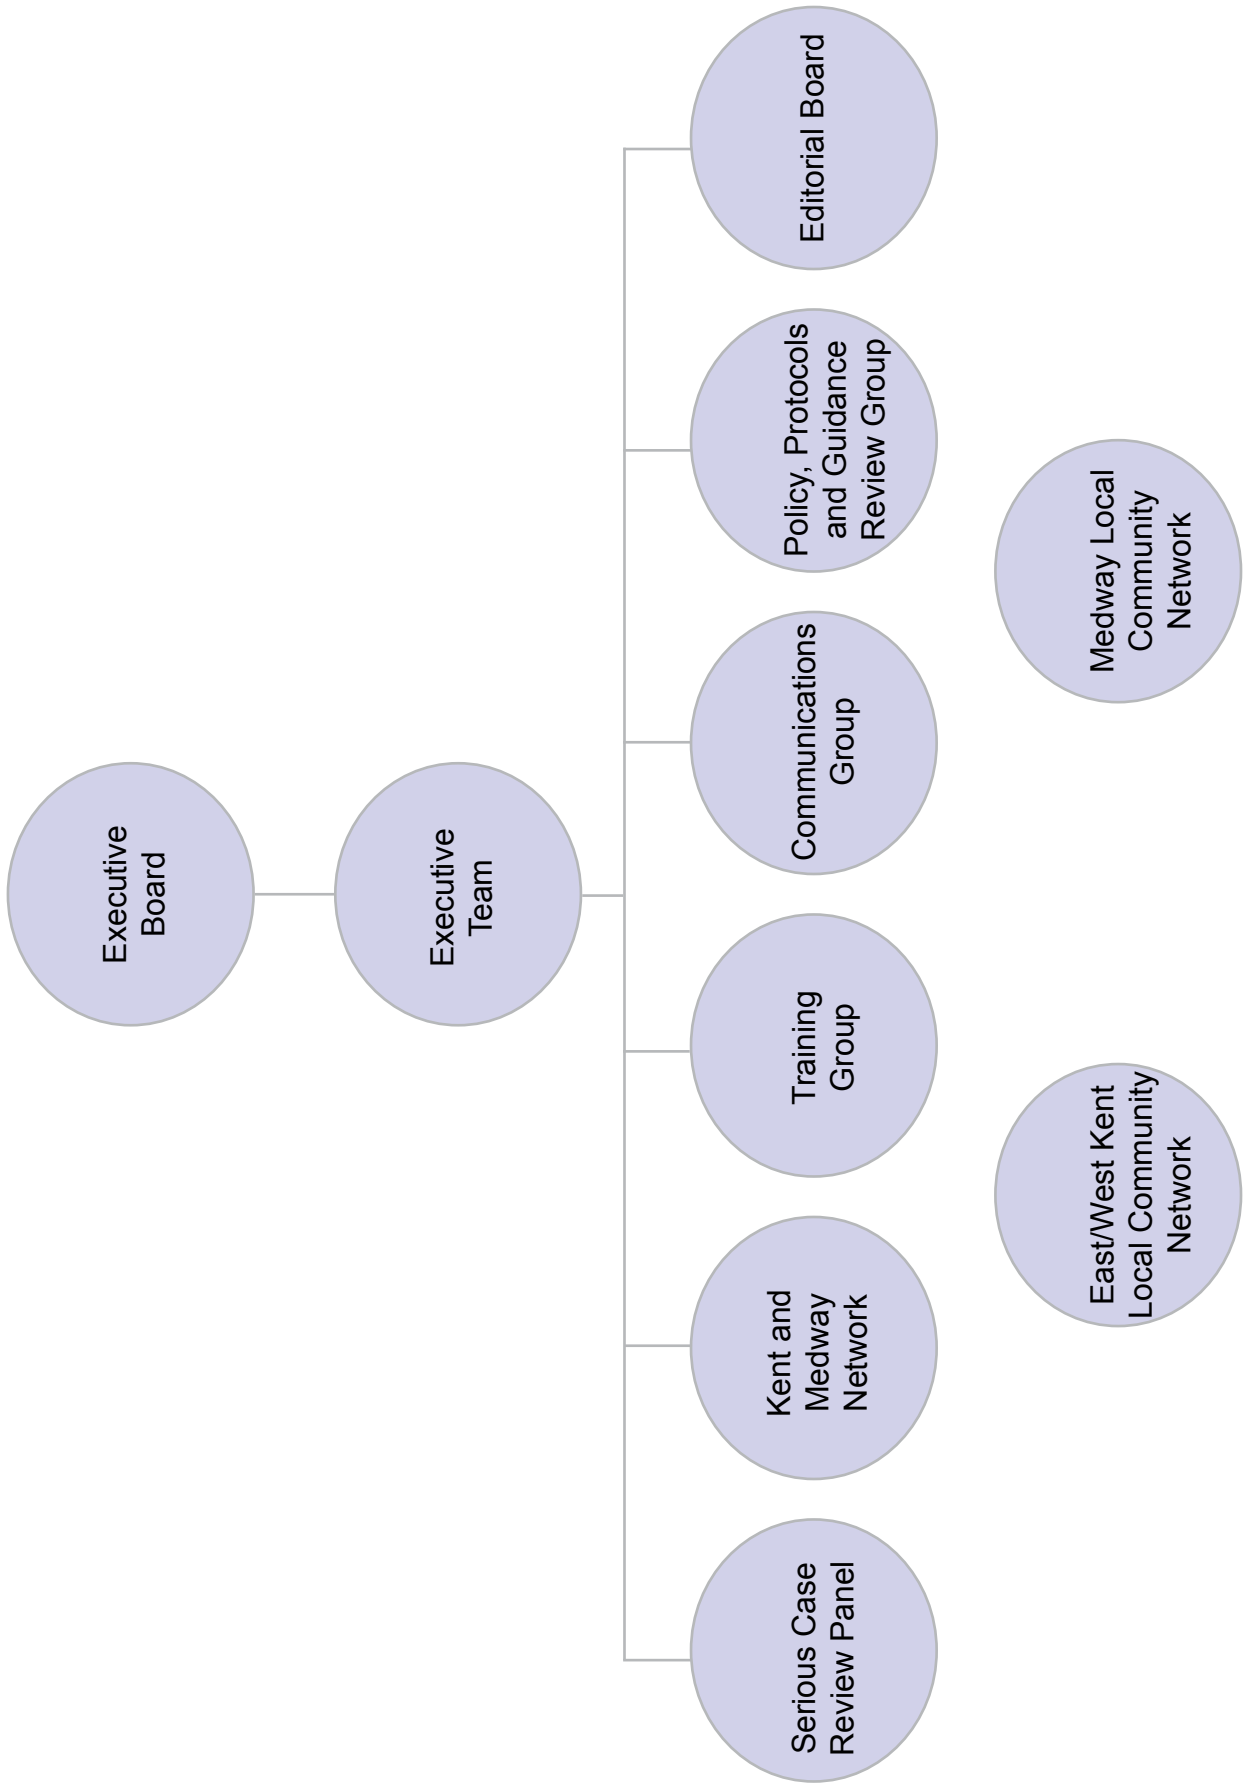 Executive
Board
Executive
Team
Serious Case
Review Panel
Kent and
Medway
Network
Training
Group
Communications
Group
Policy, Protocols
and Guidance
Review Group
Editorial Board
East/West Kent
Local Community
Network
Medway Local
Community
Network